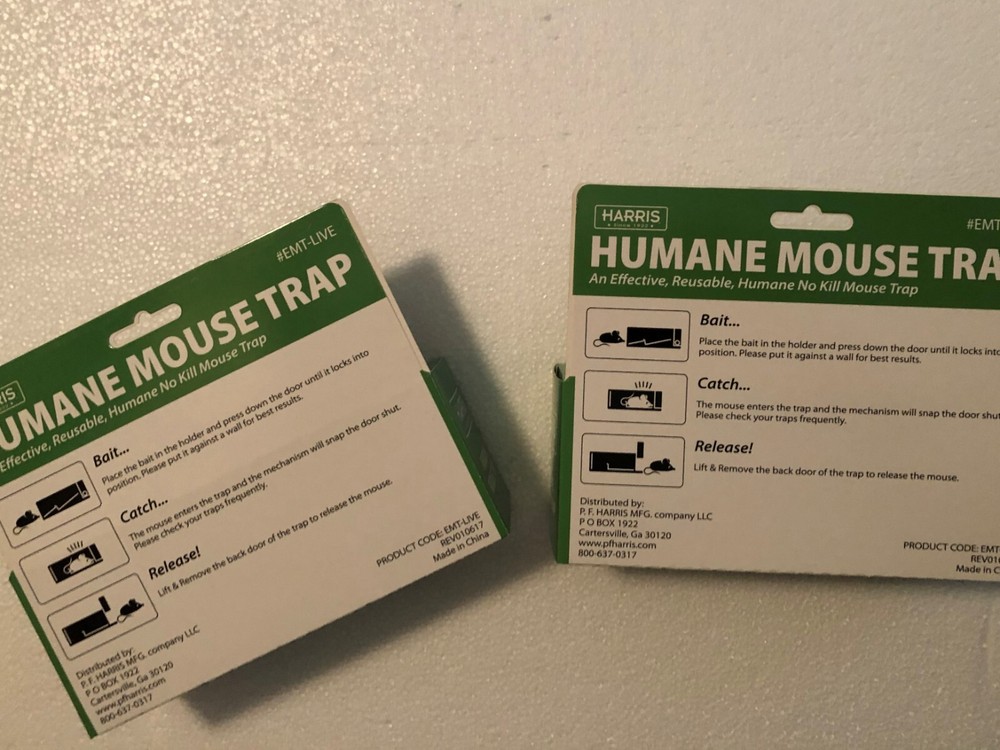 RIS
#EMT-LIVE
UMANE MOUSE TRAP
Effective, Reusable, Humane No Kill Mouse Trap
Bait...
Place the bait in the holder and press down the door until it locks into
position. Please put it against a wall for best results.
Catch...
The mouse enters the trap and the mechanism will snap the door shut.
Please check your traps frequently.
Release!
Lift & Remove the back door of the trap to release the mouse.
Distributed by:
P. F. HARRIS MFG. company LLC
P O BOX 1922
Cartersville, Ga 30120
www.pfharris.com
800-637-0317
PRODUCT CODE: EMT-LIVE
REV010617
Made in China
HARRIS
Since 1922
#EMT
HUMANE MOUSE TRA
An Effective, Reusable, Humane No Kill Mouse Trap
Bait...
Place the bait in the holder and press down the door until it locks into
position. Please put it against a wall for best results.
Catch...
The mouse enters the trap and the mechanism will snap the door shut
Please check your traps frequently.
Release!
Lift & Remove the back door of the trap to release the mouse.
Distributed by:
P. F. HARRIS MFG. company LLC
P O BOX 1922
Cartersville, Ga 30120
www.pfharris.com
800-637-0317
PRODUCT CODE: EMT
REV01
Made in C